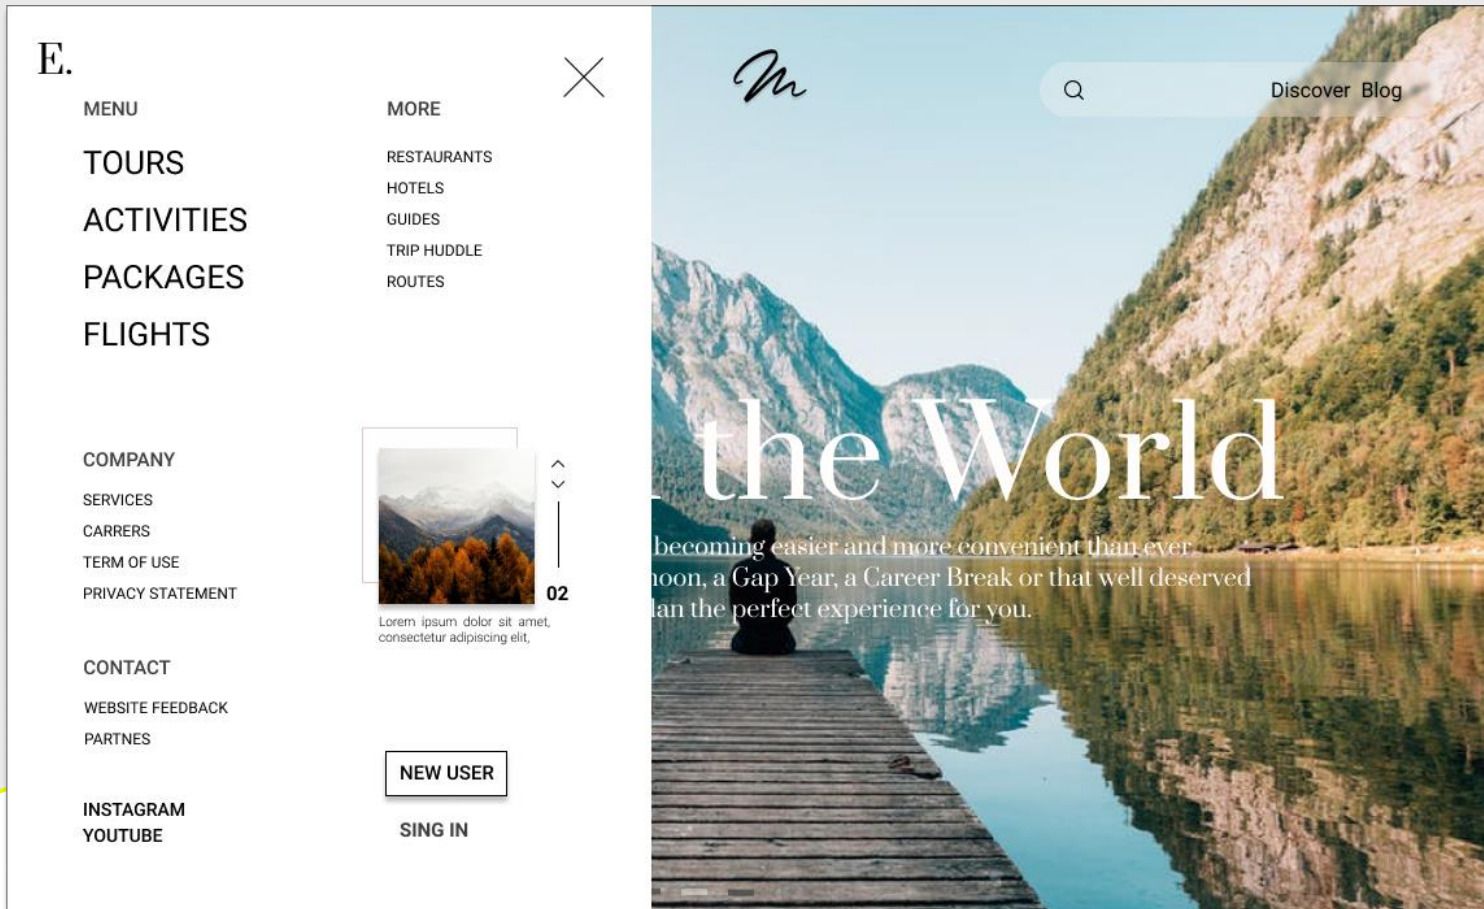 E.
MENU
TOURS
ACTIVITIES
PACKAGES
FLIGHTS
MORE
RESTAURANTS
HOTELS
GUIDES
TRIP HUDDLE
ROUTES
COMPANY
SERVICES
CARRERS
TERM OF USE
PRIVACY STATEMENT
02
Lorem ipsum dolor sit amet,
consectetur adipiscing elit,
CONTACT
WEBSITE FEEDBACK
PARTNES
INSTAGRAM
YOUTUBE
NEW USER
SING IN
m
Discover Blog
the World
becoming easier and more convenient than ever.
a Gap Year, a Career Break or that well deserved
the perfect experience for you.